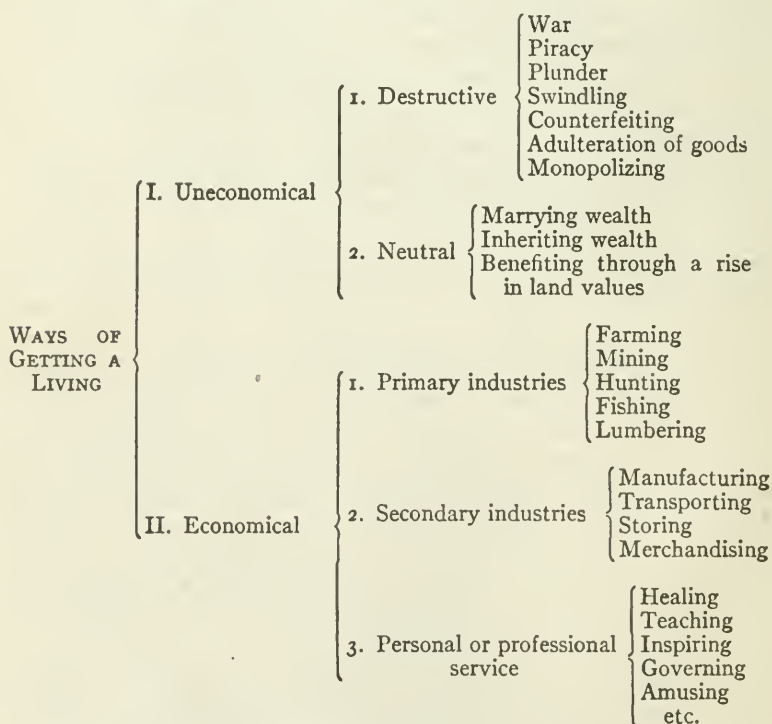 War
Piracy
Plunder
1. Destructive
Swindling
Counterfeiting
Adulteration of goods
Monopolizing
I. Uneconomical
Marrying wealth
2. Neutral
Inheriting wealth
Benefiting through a rise
in land values
WAYS OF
GETTING A
LIVING
Farming
Mining
1. Primary industries
Hunting
Fishing
Lumbering
II. Economical
Manufacturing
Transporting
2. Secondary industries
Storing
Merchandising
Healing
Teaching
3. Personal or professional
service
Inspiring
Governing
Amusing
etc.